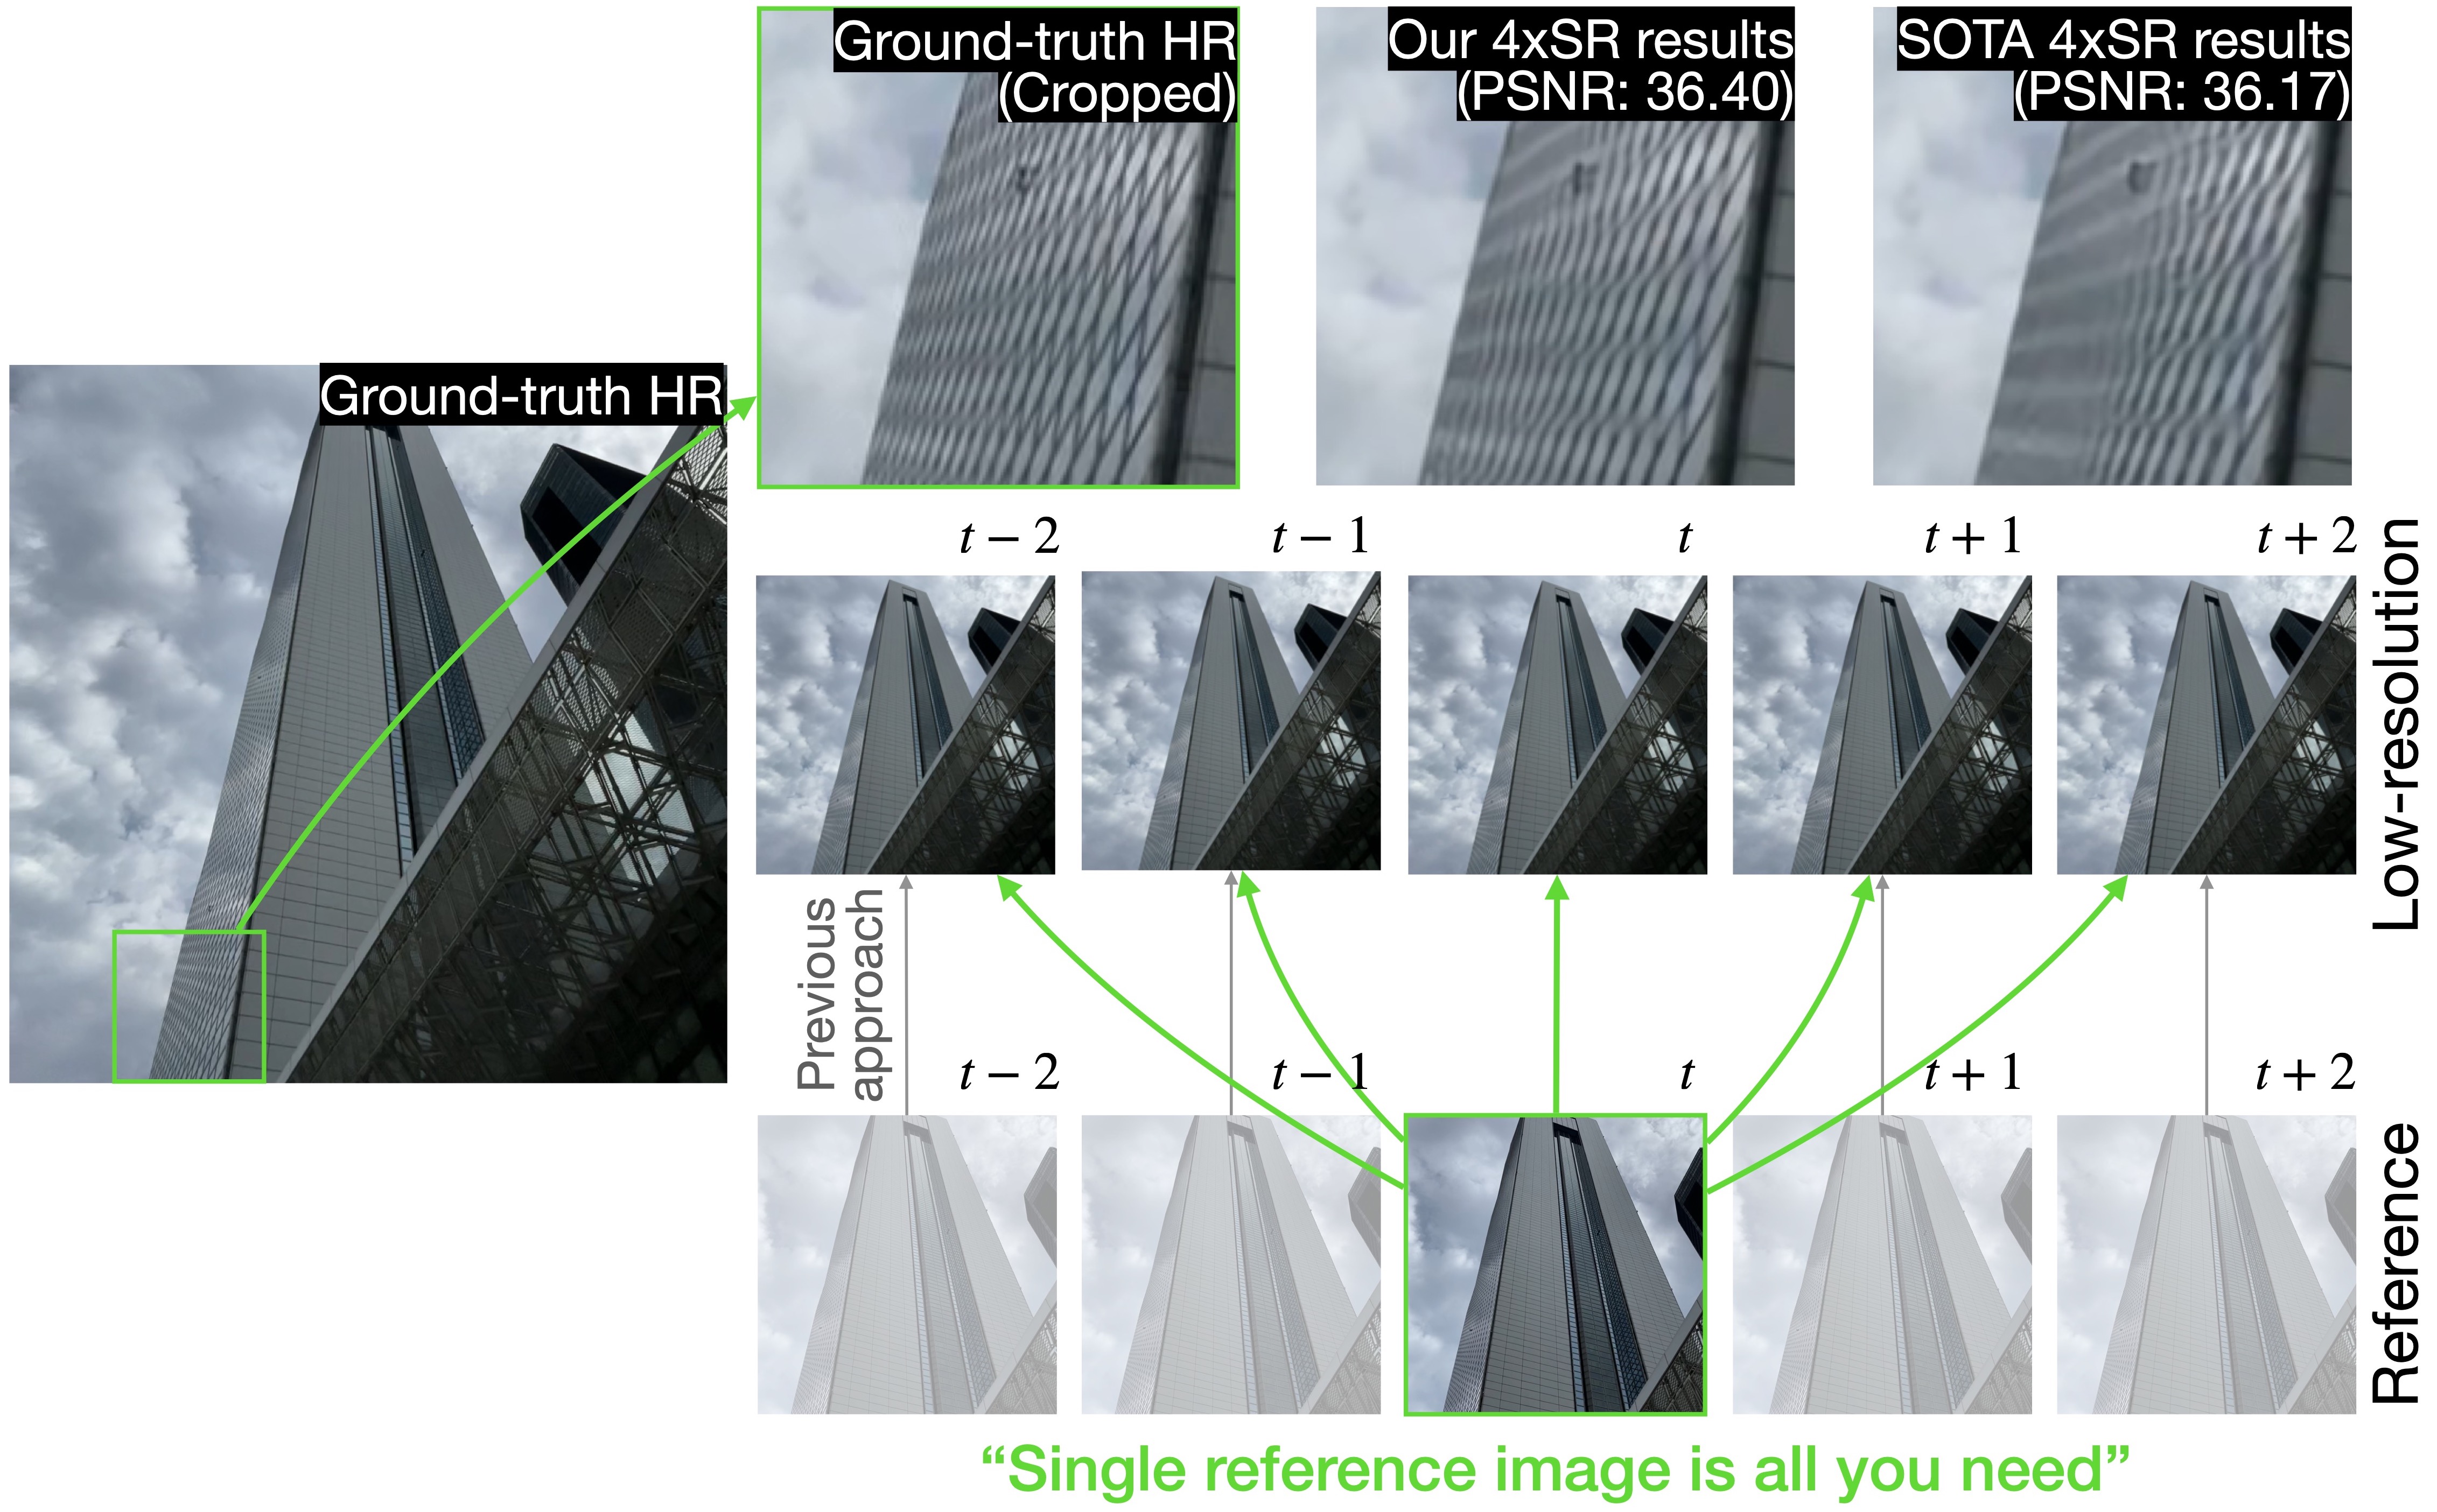 Ground-truth HR
(Cropped)
Our 4xSR results
(PSNR: 36.40)
SOTA 4xSR results
(PSNR: 36.17)
Ground-truth HR
t − 2
t − 1
t
t + 1
t + 2
Low-resolution
Previous
approach
t − 2
t − 1
t
t + 1
t + 2
Reference
“Single reference image is all you need”